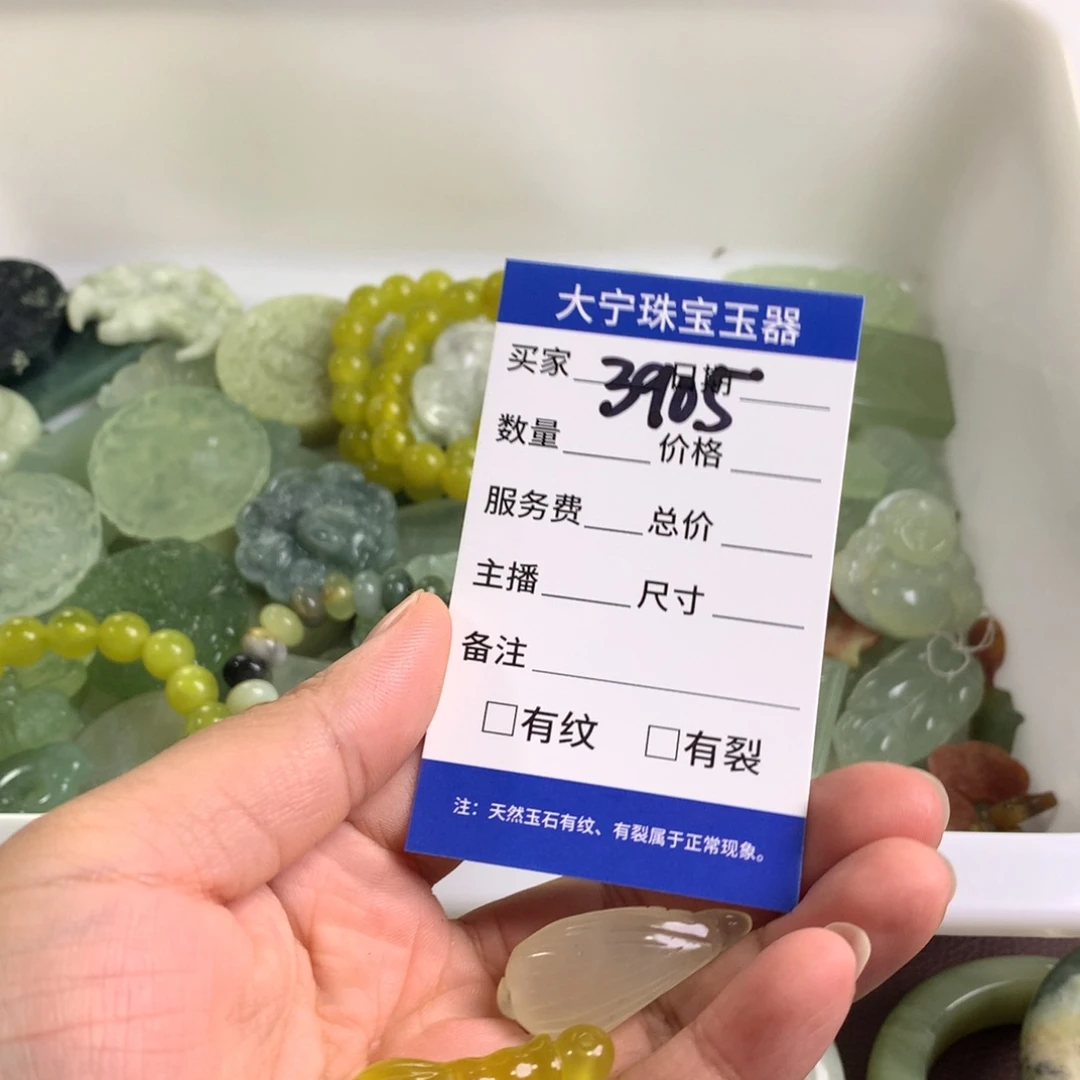 大宁珠宝玉器
买家 3905 日期
数量 价格
服务费 总价
主播 尺寸
备注
□有纹 □有裂
注：天然玉石有纹、有裂属于正常现象。